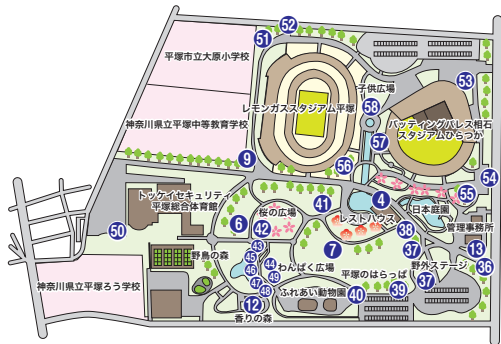 52
51
平塚市立大原小学校
子供広場
53
レモンガススタジアム平塚
58
神奈川県立平塚中等教育学校
バッティングパレス相石
スタジアムひらつか
57
9
56
54
トッケイセキュリティ
平塚総合体育館
55
41
4
日本庭園
6
桜の広場
レストハウス
50
42
38
管理事務所
43
7
37
13
野鳥の森
45
44
わんぱく広場
野外ステージ
36
46
49
平塚のはらっぱ
37
神奈川県立平塚ろう学校
47
48
ふれあい動物園
40
39
12
香りの森